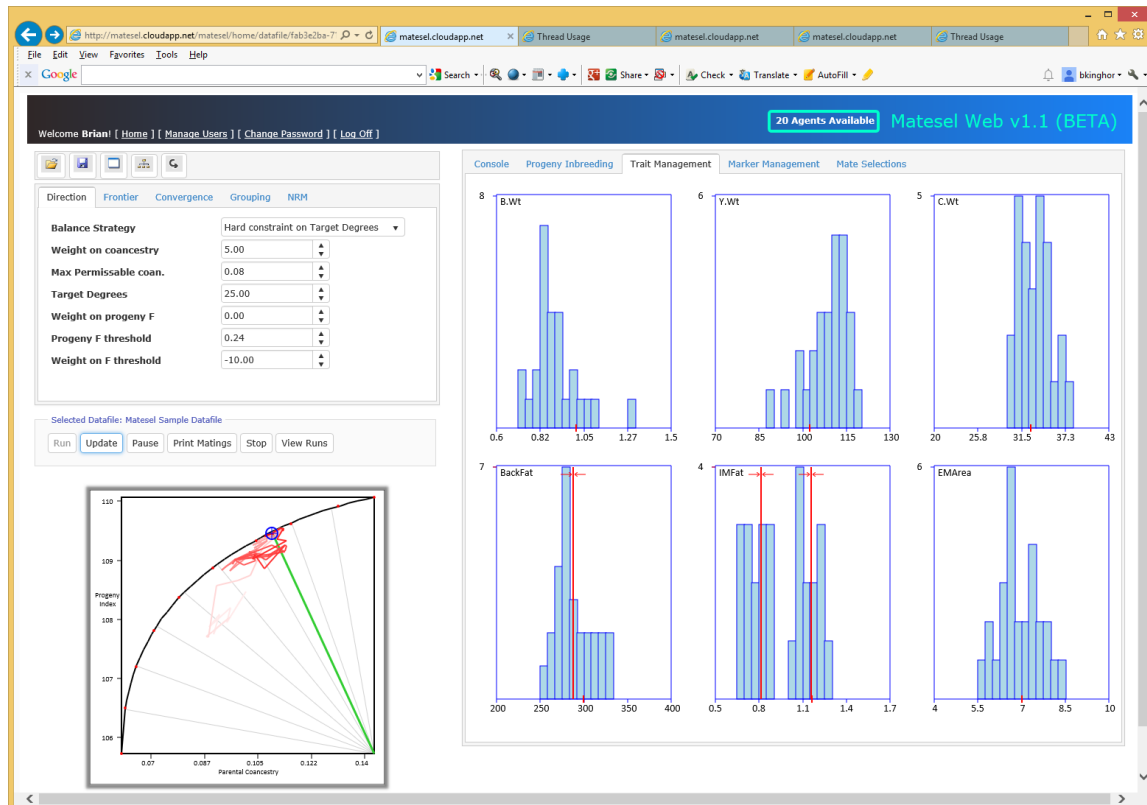 http://matesel.cloudapp.net/matesel/home/datafile/fab3e2ba-7 matesel.cloudapp.net Thread Usage matesel.cloudapp.net matesel.cloudapp.net Thread Usage
File Edit View Favorites Tools Help
Google Search Share Check Translate AutoFill bkinghor
Welcome Brian! [ Home ] [ Manage Users ] [ Change Password ] [ Log Off ] 20 Agents Available Matesel Web v1.1 (BETA)
Direction Frontier Convergence Grouping NRM
Balance Strategy Hard constraint on Target Degrees
Weight on coancestry 5.00
Max Permissable coan. 0.08
Target Degrees 25.00
Weight on progeny F 0.00
Progeny F threshold 0.24
Weight on F threshold -10.00
Selected Datafile: Matesel Sample Datafile
Run Update Pause Print Matings Stop View Runs
110
109
Progeny
Index
108
107
106
0.07 0.087 0.105 0.122 0.14
Parental Coancestry
Console Progeny Inbreeding Trait Management Marker Management Mate Selections
8 B.Wt
0.6 0.82 1.05 1.27 1.5
6 Y.Wt
70 85 100 115 130
5 C.Wt
20 25.8 31.5 37.3 43
7 BackFat
200 250 300 350 400
4 IMFat
0.5 0.8 1.1 1.4 1.7
6 EMArea
4 5.5 7 8.5 10